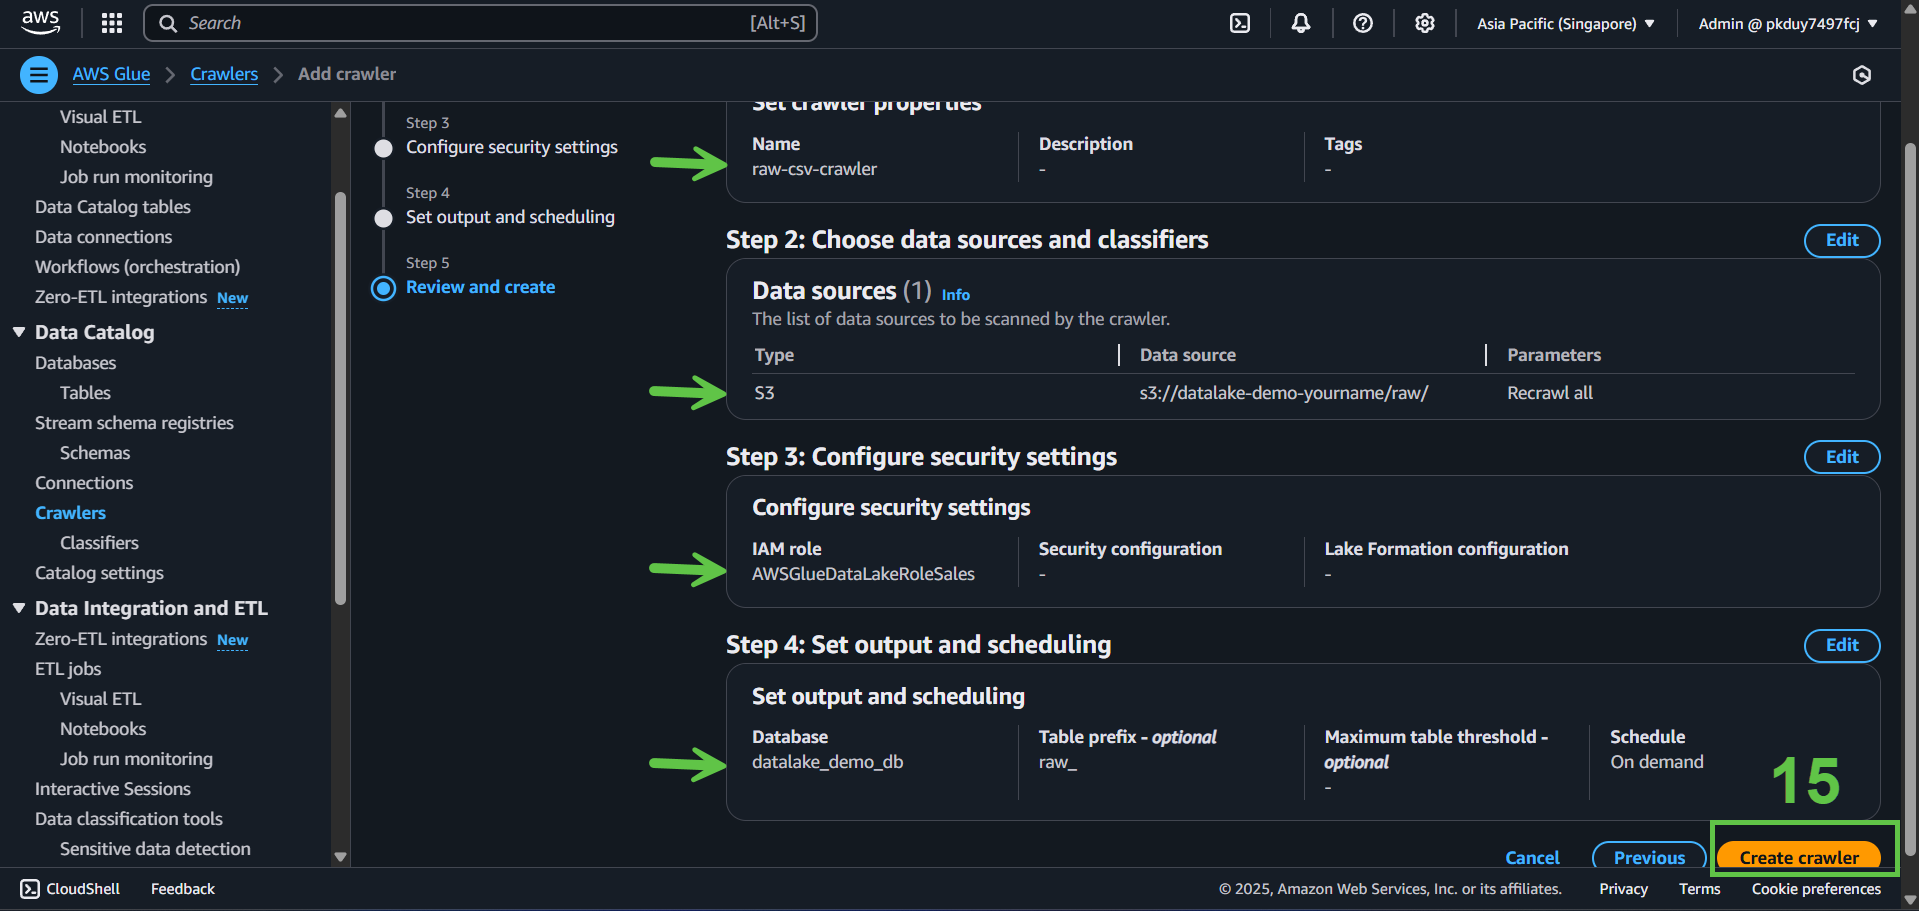 aws
Search
[Alt+S]
Asia Pacific (Singapore)
Admin @ pkduy7497fcj
AWS Glue
Crawlers
Add crawler
Visual ETL
Notebooks
Job run monitoring
Data Catalog tables
Data connections
Workflows (orchestration)
Zero-ETL integrations New
Data Catalog
Databases
Tables
Stream schema registries
Schemas
Connections
Crawlers
Classifiers
Catalog settings
Data Integration and ETL
Zero-ETL integrations New
ETL jobs
Visual ETL
Notebooks
Job run monitoring
Interactive Sessions
Data classification tools
Sensitive data detection
Step 3
Configure security settings
Step 4
Set output and scheduling
Step 5
Review and create
Set crawler properties
Name
raw-csv-crawler
Description
-
Tags
-
Step 2: Choose data sources and classifiers
Edit
Data sources (1) Info
The list of data sources to be scanned by the crawler.
Type
Data source
Parameters
S3
s3://datalake-demo-yourname/raw/
Recrawl all
Step 3: Configure security settings
Edit
Configure security settings
IAM role
AWSGlueDataLakeRoleSales
Security configuration
-
Lake Formation configuration
-
Step 4: Set output and scheduling
Edit
Set output and scheduling
Database
datalake_demo_db
Table prefix - optional
raw_
Maximum table threshold -
optional
-
Schedule
On demand
15
Cancel
Previous
Create crawler
CloudShell
Feedback
© 2025, Amazon Web Services, Inc. or its affiliates.
Privacy
Terms
Cookie preferences